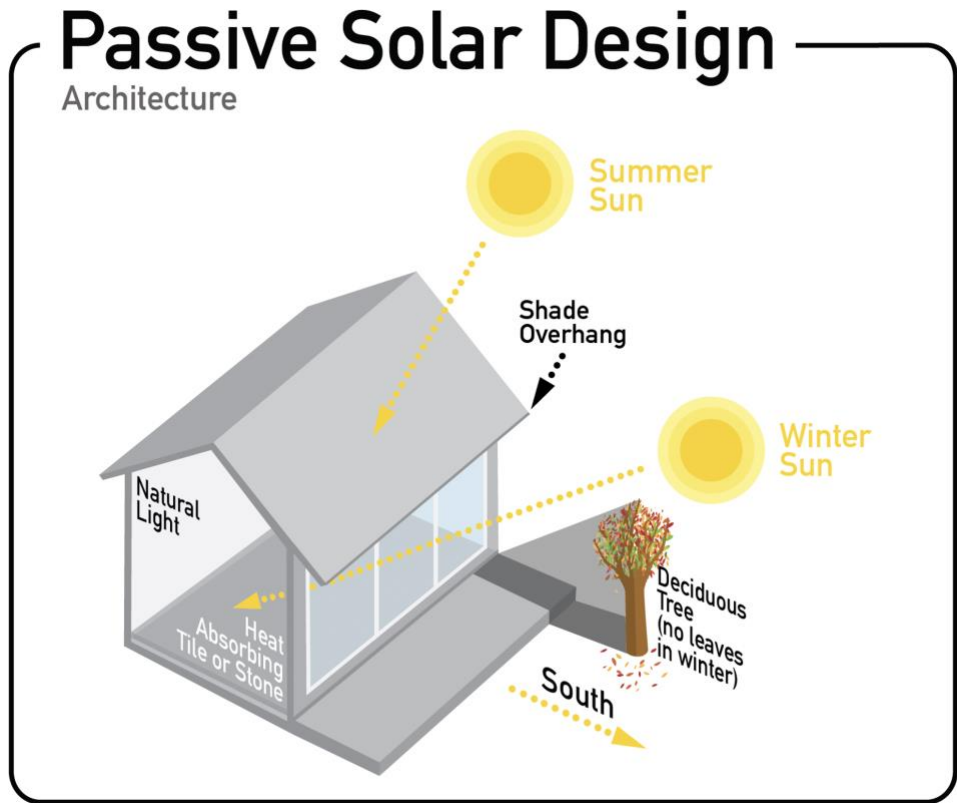 Passive Solar Design
Architecture
Summer
Sun
Shade
Overhang
Winter
Sun
Natural
Light
Heat
Absorbing
Tile or Stone
Deciduous
Tree
(no leaves
in winter)
South